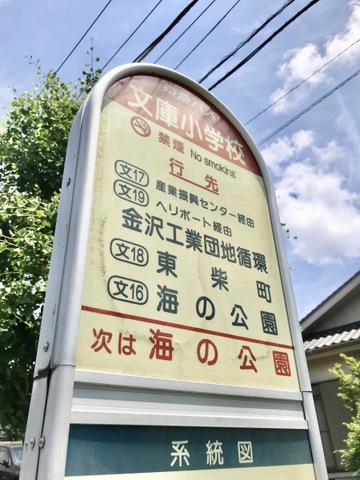 文庫小学校
禁煙 No smoking
行先
文17 産業振興センター経由
文19 ヘリポート経由
金沢工業団地循環
文18 東柴町
文16 海の公園
次は 海の公園
系統図